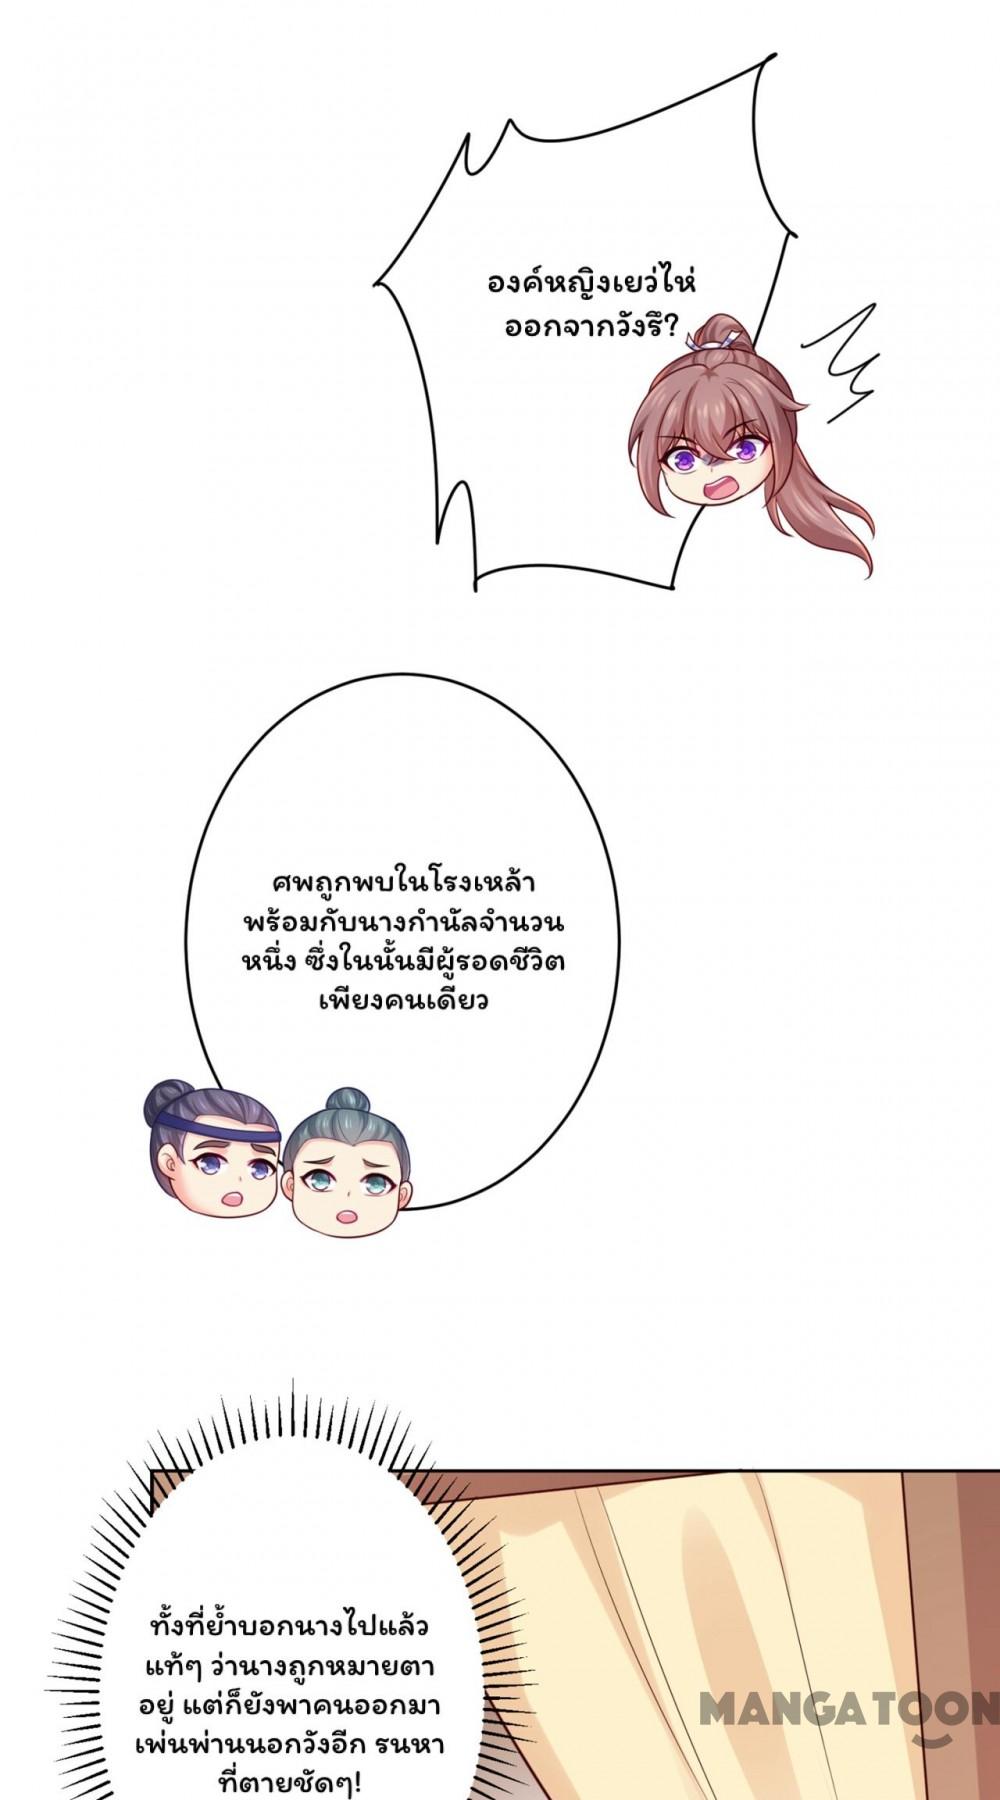 องค์หญิงเยว่ไห่
ออกจากวังรึ?
ศพถูกพบในโรงเหล้า
พร้อมกับนางกำนัลจำนวน
หนึ่ง ซึ่งในนั้นมีผู้รอดชีวิต
เพียงคนเดียว
ทั้งที่ย้ำบอกนางไปแล้ว
แท้ๆ ว่านางถูกหมายตา
อยู่ แต่ก็ยังพาคนออกมา
เพ่นพ่านนอกวังอีก รนหา
ที่ตายชัดๆ!
MANGATOON